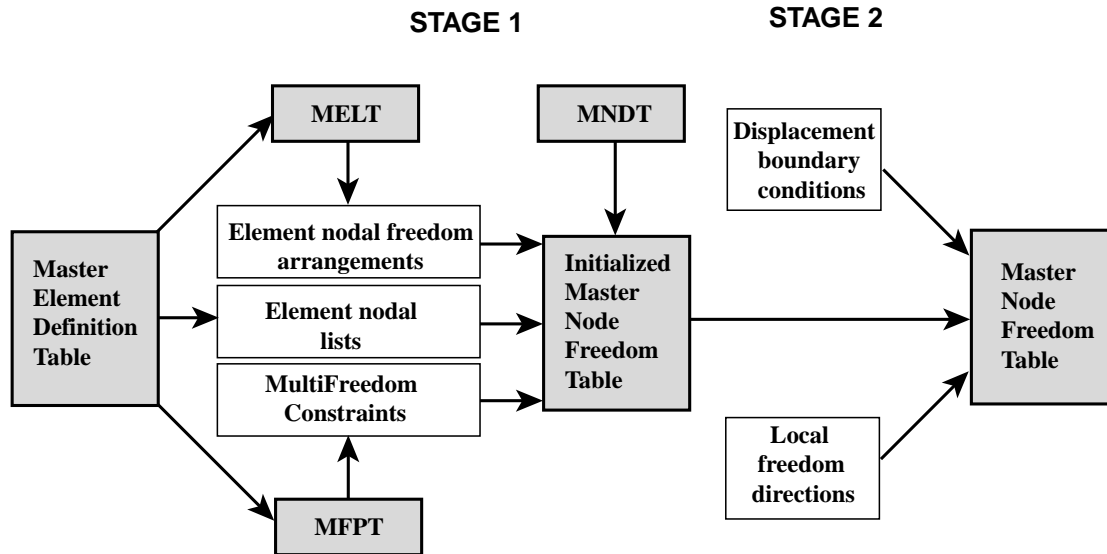 STAGE 1
STAGE 2
MELT
MNDT
Displacement
boundary
conditions
Element nodal freedom
arrangements
Master
Element
Definition
Table
Element nodal
lists
MultiFreedom
Constraints
Initialized
Master
Node
Freedom
Table
Master
Node
Freedom
Table
Local
freedom
directions
MFPT